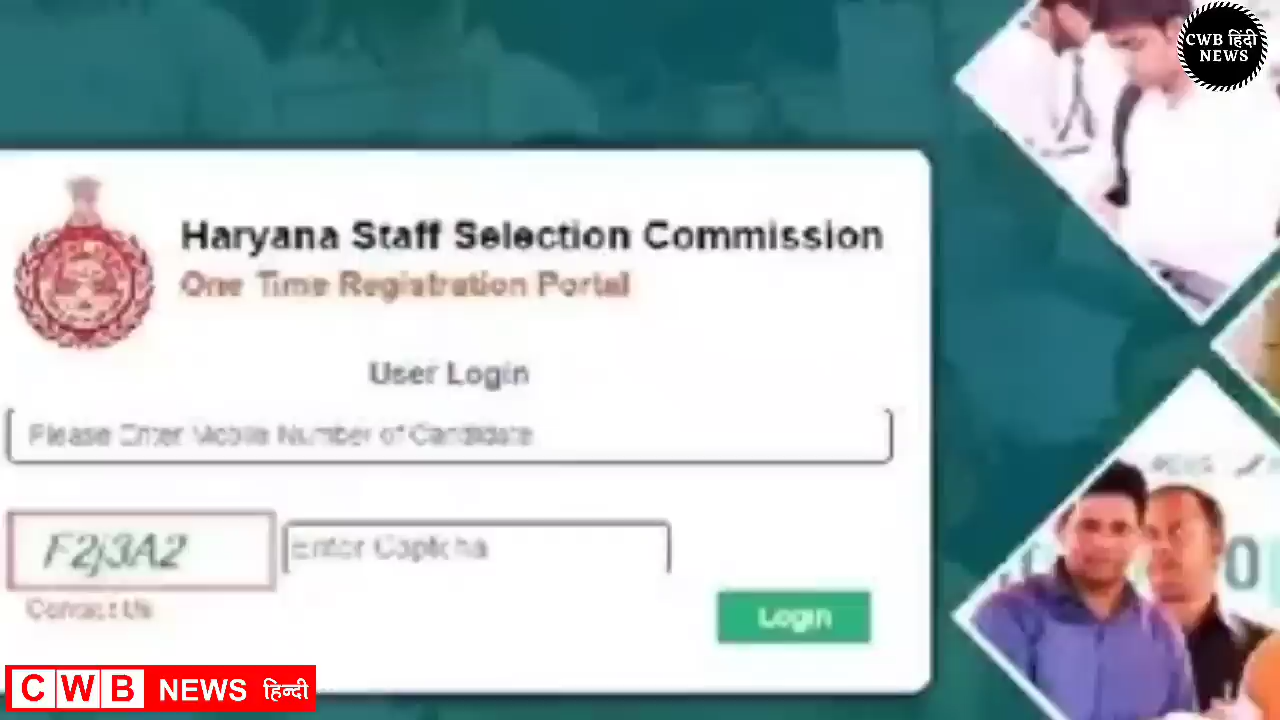 CWB हिंदी
NEWS
Haryana Staff Selection Commission
One Time Registration Portal
User Login
Please Enter Mobile Number of Candidate
F2j3A2
Enter Captcha
Contact Us
Login
CWB NEWS हिन्दी